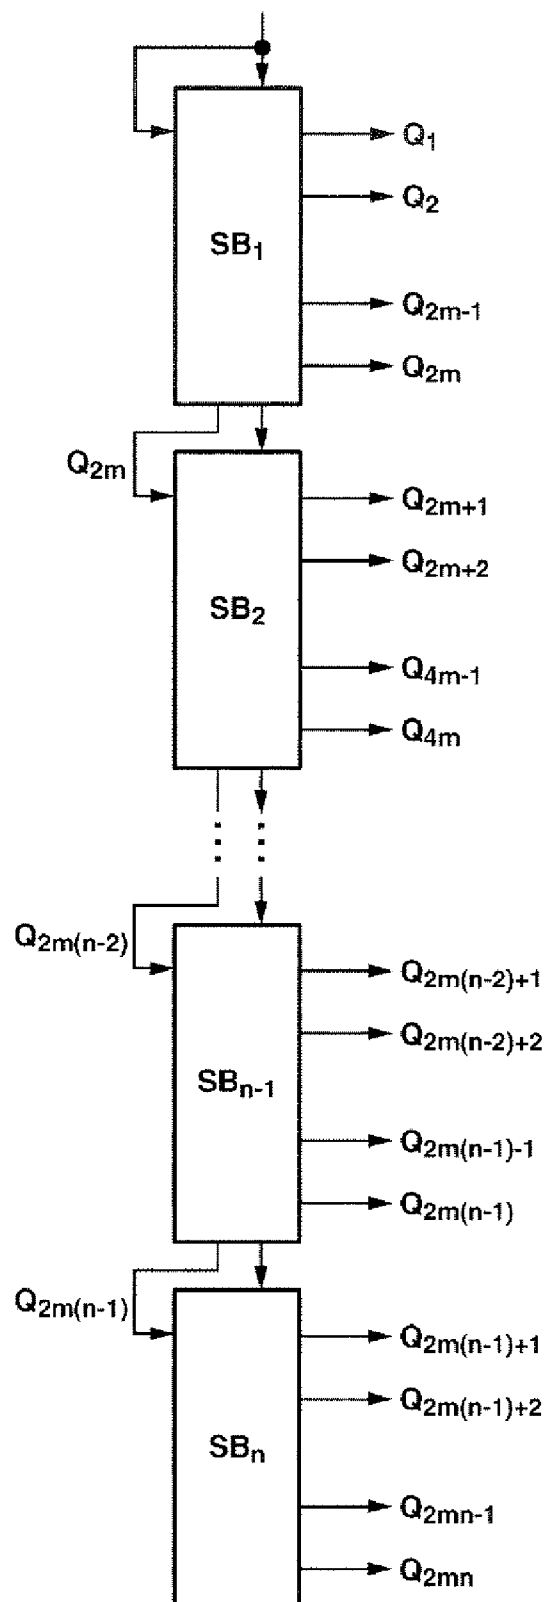 Q₁
Q₂
SB₁
Q₂ₘ₋₁
Q₂ₘ
Q₂ₘ
Q₂ₘ₊₁
Q₂ₘ₊₂
SB₂
Q₄ₘ₋₁
Q₄ₘ
Q₂ₘ₍ₙ₋₂₎
Q₂ₘ₍ₙ₋₂₎₊₁
Q₂ₘ₍ₙ₋₂₎₊₂
SBₙ₋₁
Q₂ₘ₍ₙ₋₁₎₋₁
Q₂ₘ₍ₙ₋₁₎
Q₂ₘ₍ₙ₋₁₎
Q₂ₘ₍ₙ₋₁₎₊₁
Q₂ₘ₍ₙ₋₁₎₊₂
SBₙ
Q₂ₘₙ₋₁
Q₂ₘₙ